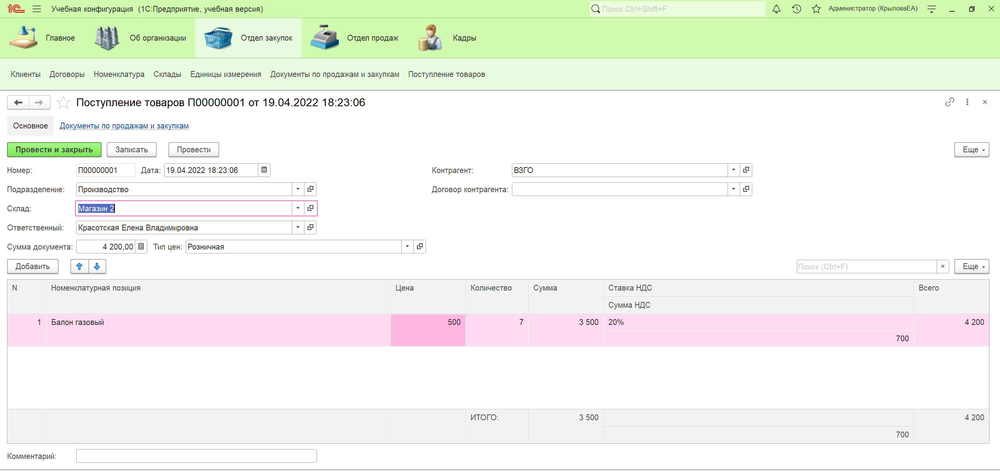 1С Учебная конфигурация (1С:Предприятие, учебная версия) Поиск Ctrl+Shift+F Администратор (КрыловаЕА)
Главное Об организации Отдел закупок Отдел продаж Кадры
Клиенты Договоры Номенклатура Склады Единицы измерения Документы по продажам и закупкам Поступление товаров
Поступление товаров П00000001 от 19.04.2022 18:23:06
Основное Документы по продажам и закупкам
Провести и закрыть Записать Провести Еще
Номер: П00000001 Дата: 19.04.2022 18:23:06 Контрагент: ВЗГО
Подразделение: Производство Договор контрагента:
Склад: Магазин 2
Ответственный: Красотская Елена Владимировна
Сумма документа: 4 200,00 Тип цен: Розничная
Добавить Поиск (Ctrl+F) Еще
N Номенклатурная позиция Цена Количество Сумма Ставка НДС Всего
Сумма НДС
1 Балон газовый 500 7 3 500 20% 4 200
700
ИТОГО: 3 500 4 200
700
Комментарий: